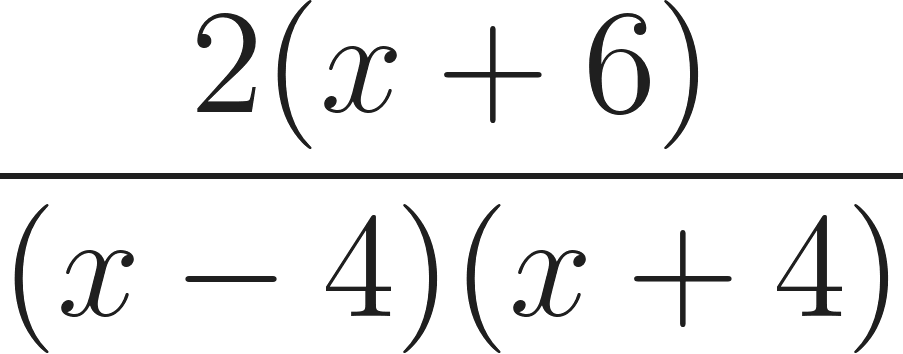 2(x + 6)
(x − 4)(x + 4)